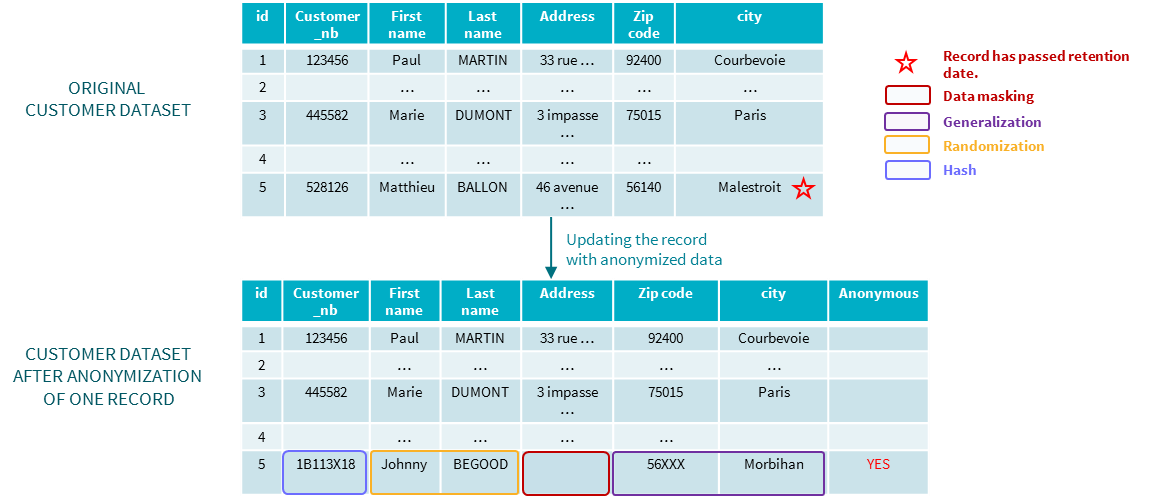 id Customer_nb First name Last name Address Zip code city
1 123456 Paul MARTIN 33 rue ... 92400 Courbevoie
2 ... ... ... ... ...
3 445582 Marie DUMONT 3 impasse ... 75015 Paris
4 ... ... ... ...
5 528126 Matthieu BALLON 46 avenue ... 56140 Malestroit
ORIGINAL
CUSTOMER DATASET
Record has passed retention
date.
Data masking
Generalization
Randomization
Hash
Updating the record
with anonymized data
id Customer_nb First name Last name Address Zip code city Anonymous
1 123456 Paul MARTIN 33 rue ... 92400 Courbevoie
2 ... ... ... ... ...
3 445582 Marie DUMONT 3 impasse ... 75015 Paris
4 ... ... ... ...
5 1B113X18 Johnny BEGOOD 56XXX Morbihan YES
CUSTOMER DATASET
AFTER ANONYMIZATION
OF ONE RECORD